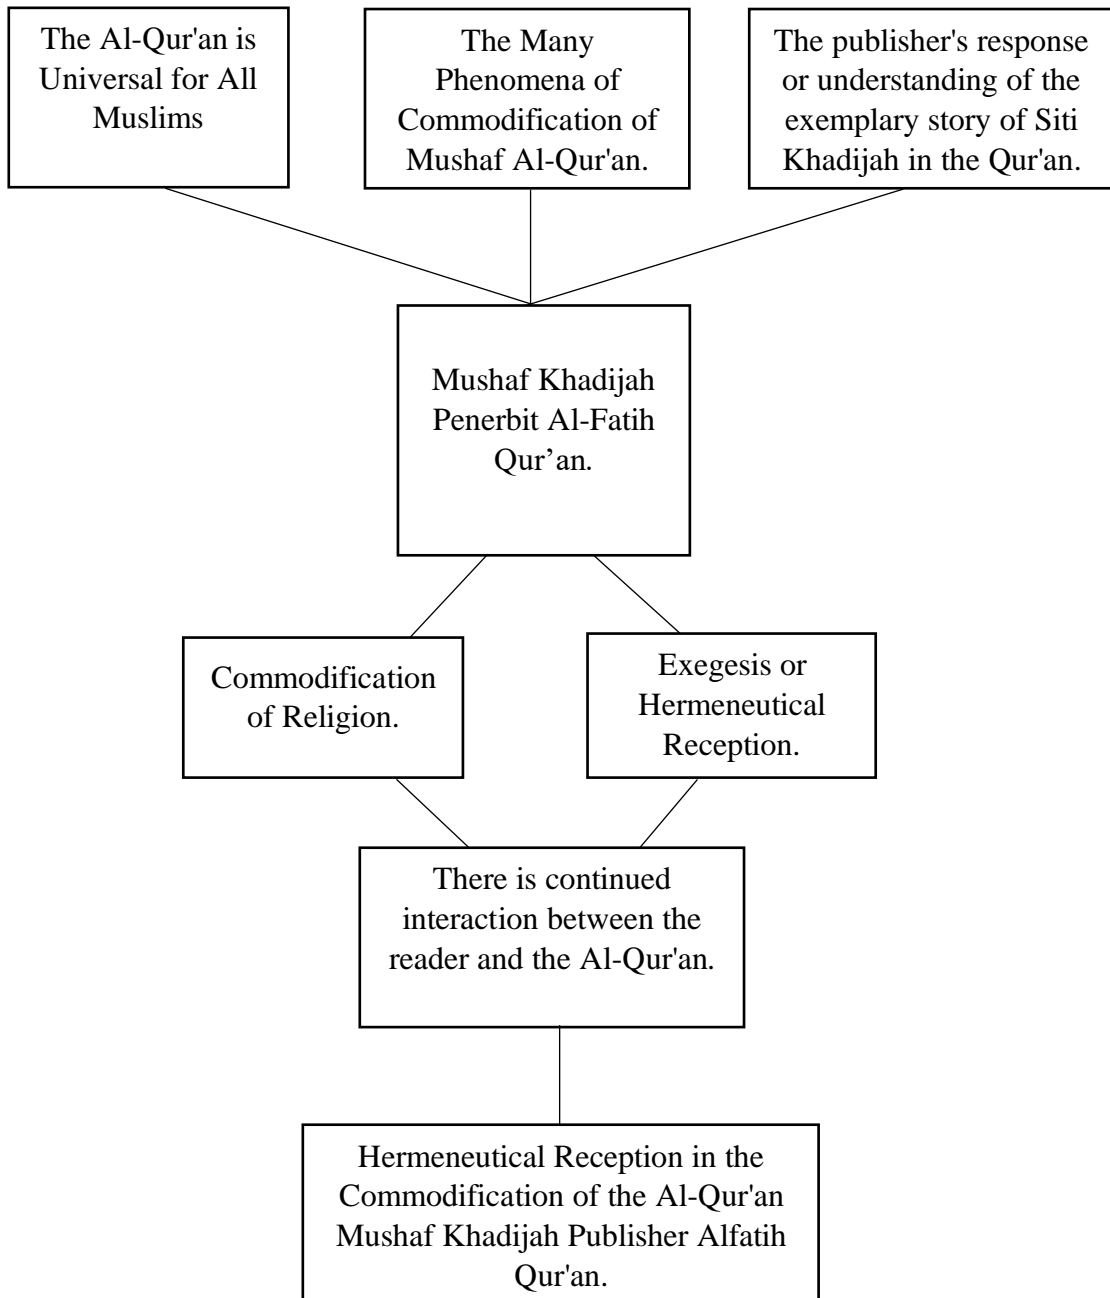 The Al-Qur'an is
Universal for All
Muslims
The Many
Phenomena of
Commodification of
Mushaf Al-Qur'an.
The publisher's response
or understanding of the
exemplary story of Siti
Khadijah in the Qur'an.
Mushaf Khadijah
Penerbit Al-Fatih
Qur’an.
Commodification
of Religion.
Exegesis or
Hermeneutical
Reception.
There is continued
interaction between the
reader and the Al-Qur'an.
Hermeneutical Reception in the
Commodification of the Al-Qur'an
Mushaf Khadijah Publisher Alfatih
Qur'an.